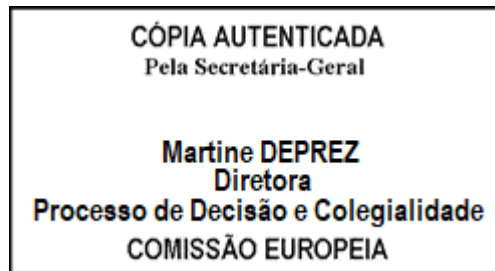 CÓPIA AUTENTICADA
Pela Secretária-Geral
Martine DEPREZ
Diretora
Processo de Decisão e Colegialidade
COMISSÃO EUROPEIA